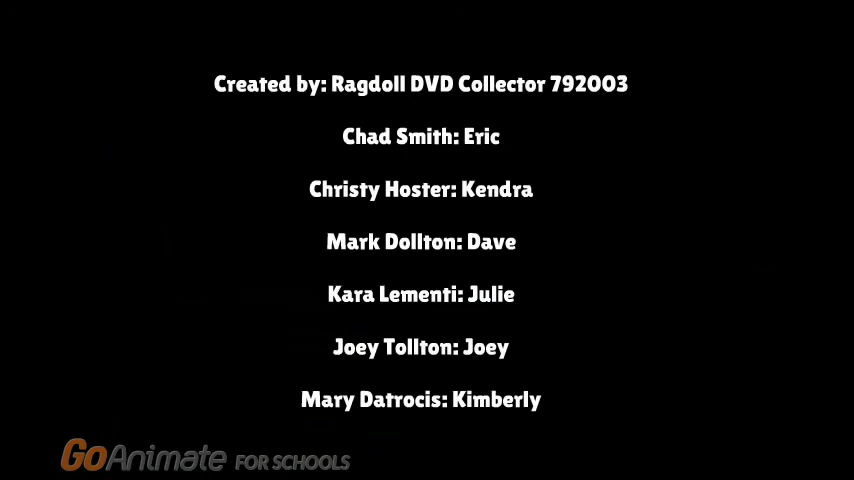 Created by: Ragdoll DVD Collector 792003
Chad Smith: Eric
Christy Hoster: Kendra
Mark Dollton: Dave
Kara Lementi: Julie
Joey Tollton: Joey
Mary Datrocis: Kimberly
GoAnimate FOR SCHOOLS